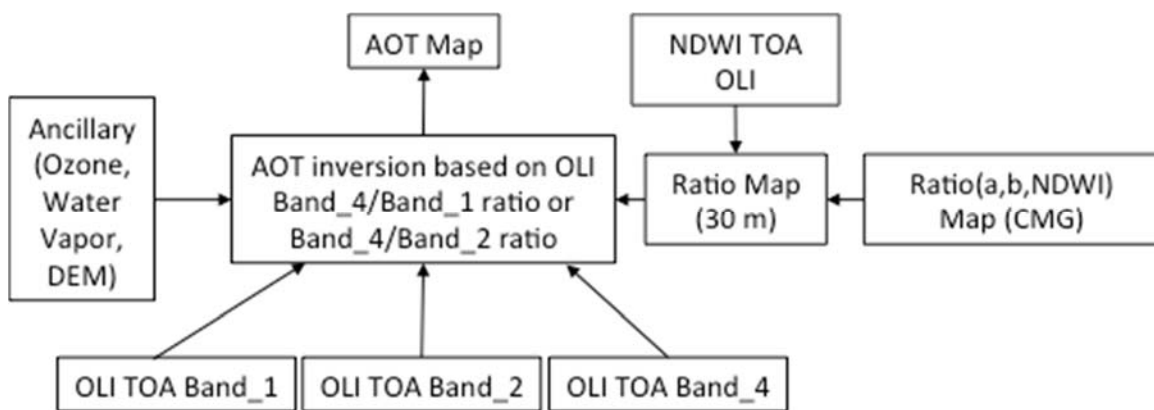 AOT Map
NDWI TOA
OLI
Ancillary
(Ozone,
Water
Vapor,
DEM)
AOT inversion based on OLI
Band_4/Band_1 ratio or
Band_4/Band_2 ratio
Ratio Map
(30 m)
Ratio(a,b,NDWI)
Map (CMG)
OLI TOA Band_1
OLI TOA Band_2
OLI TOA Band_4